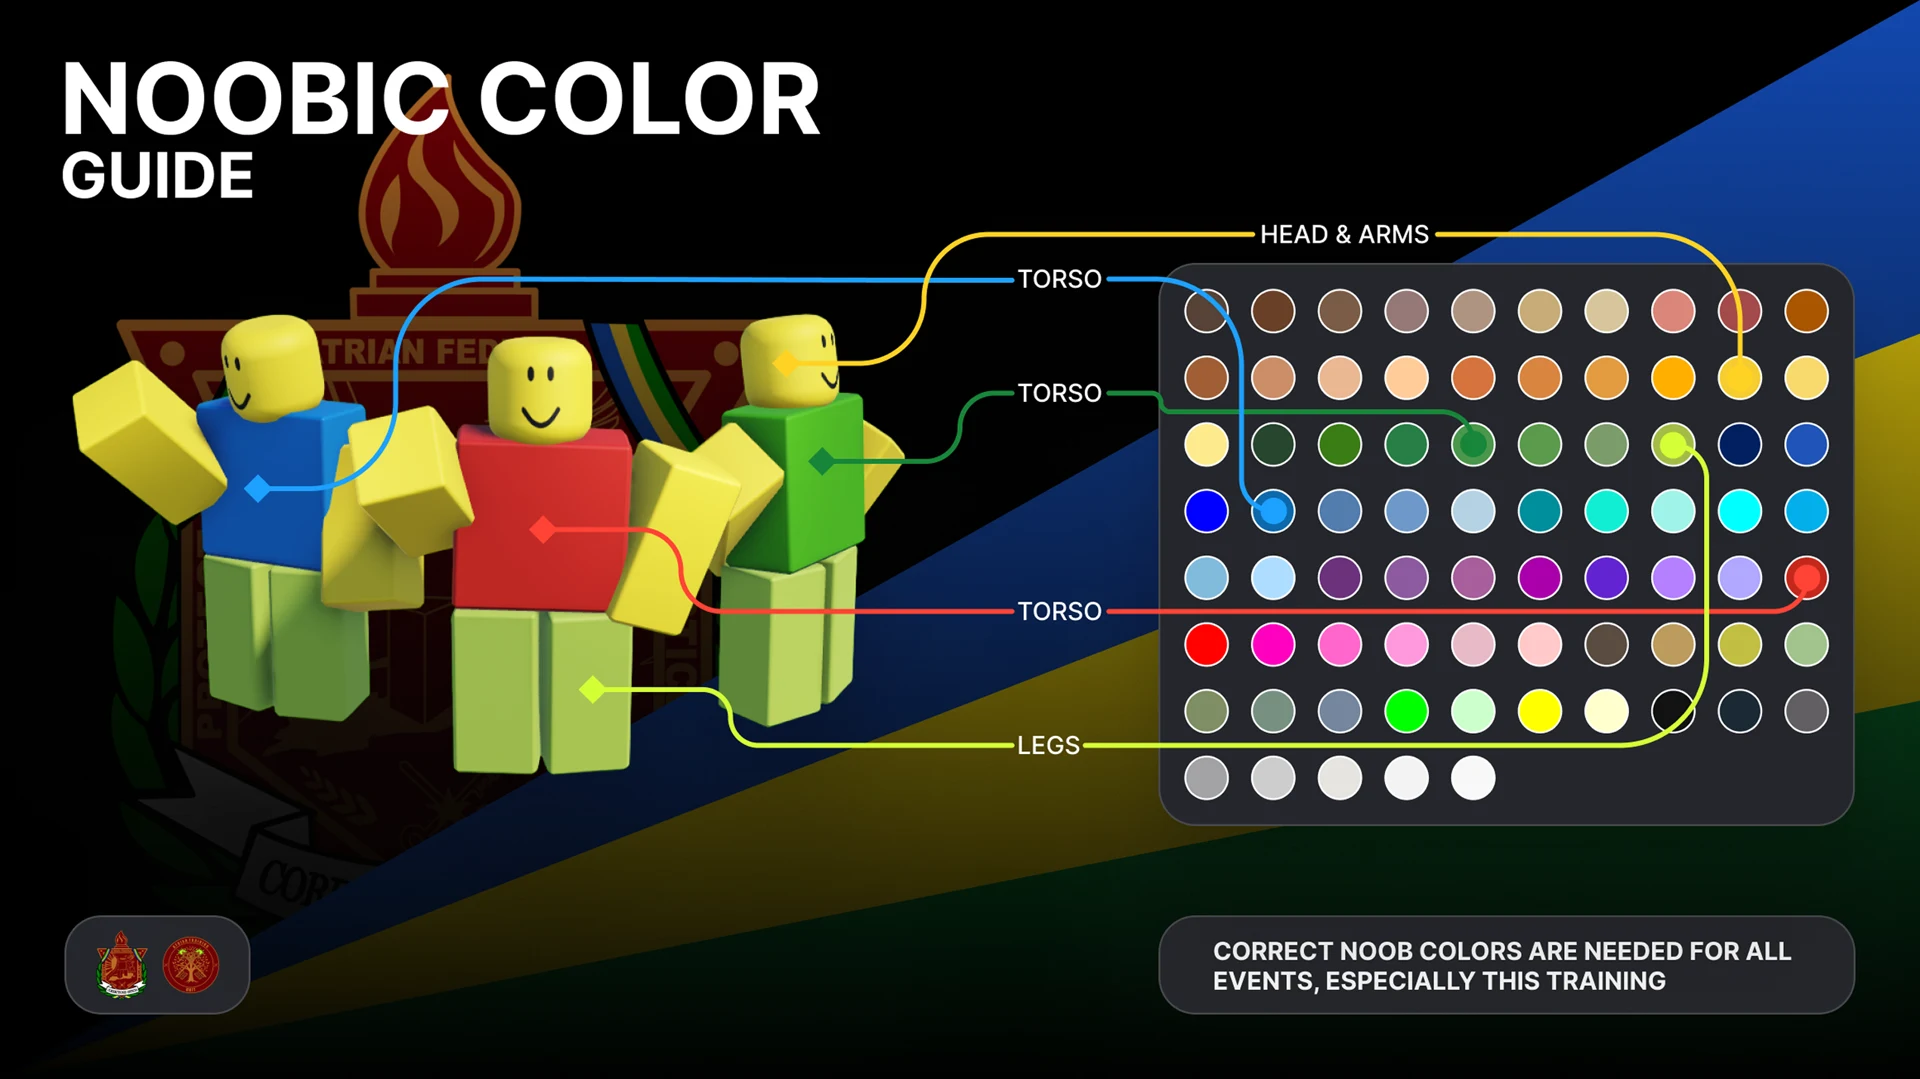 NOOBIC COLOR
GUIDE
HEAD & ARMS
TORSO
TORSO
TORSO
LEGS
CORRECT NOOB COLORS ARE NEEDED FOR ALL
EVENTS, ESPECIALLY THIS TRAINING